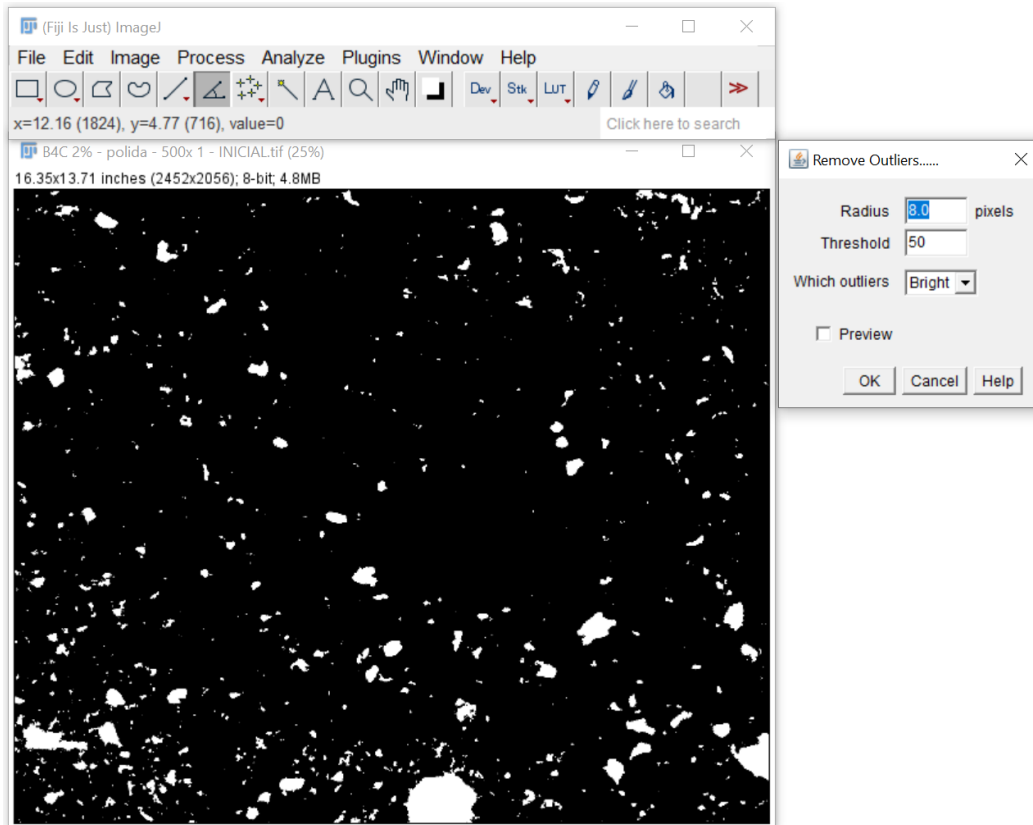 (Fiji Is Just) ImageJ
File Edit Image Process Analyze Plugins Window Help
Dev Stk LUT
x=12.16 (1824), y=4.77 (716), value=0
Click here to search
B4C 2% - polida - 500x 1 - INICIAL.tif (25%)
16.35x13.71 inches (2452x2056); 8-bit; 4.8MB
Remove Outliers......
Radius 8.0 pixels
Threshold 50
Which outliers Bright
Preview
OK Cancel Help